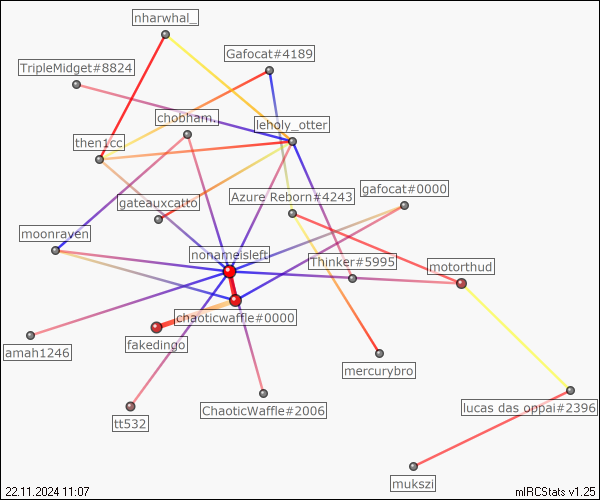 nharwhal_
Gafocat#4189
TripleMidget#8824
chobham.
leholy_otter
then1cc
gafocat#0000
Azure Reborn#4243
gateauxcatto
moonraven
nonameisleft
Thinker#5995
motorthud
chaoticwaffle#0000
fakedingo
amah1246
mercurybro
lucas das oppai#2396
ChaoticWaffle#2006
tt532
mukszi
22.11.2024 11:07
mIRCStats v1.25